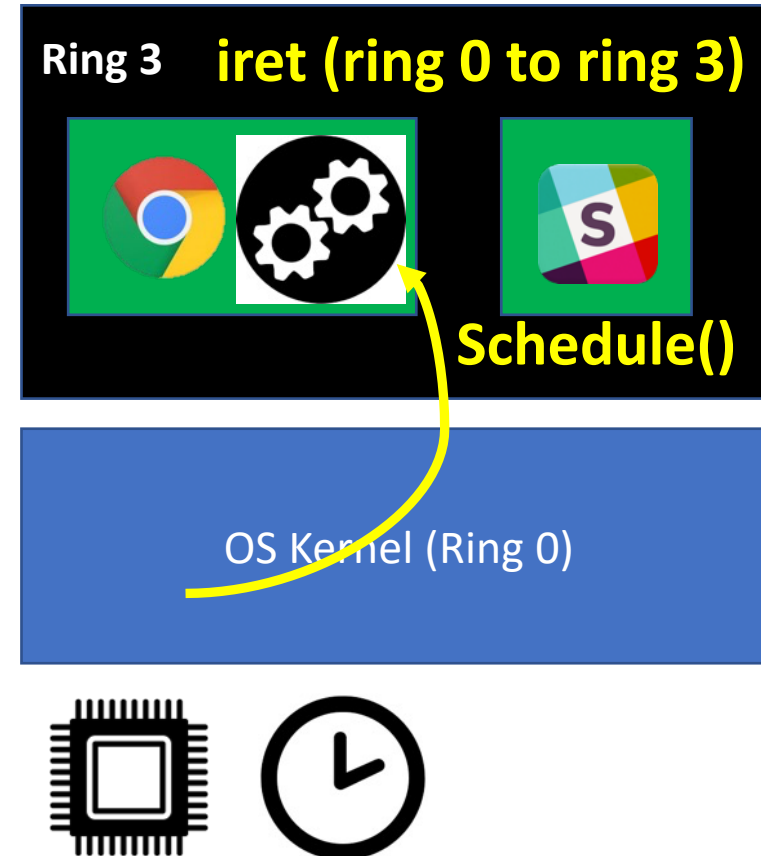 Ring 3
iret (ring 0 to ring 3)
S
Schedule()
OS Kernel (Ring 0)